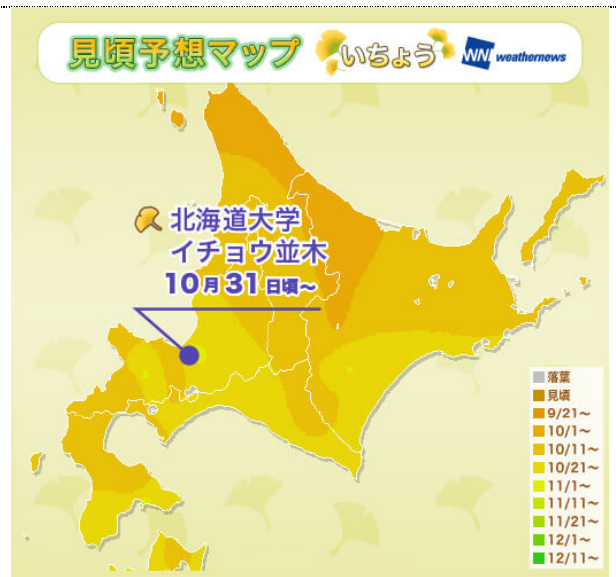 見頃予想マップ いちょう WNI weathernews
北海道大学
イチョウ並木
10月31日頃〜
落葉
見頃
9/21〜
10/1〜
10/11〜
10/21〜
11/1〜
11/11〜
11/21〜
12/1〜
12/11〜